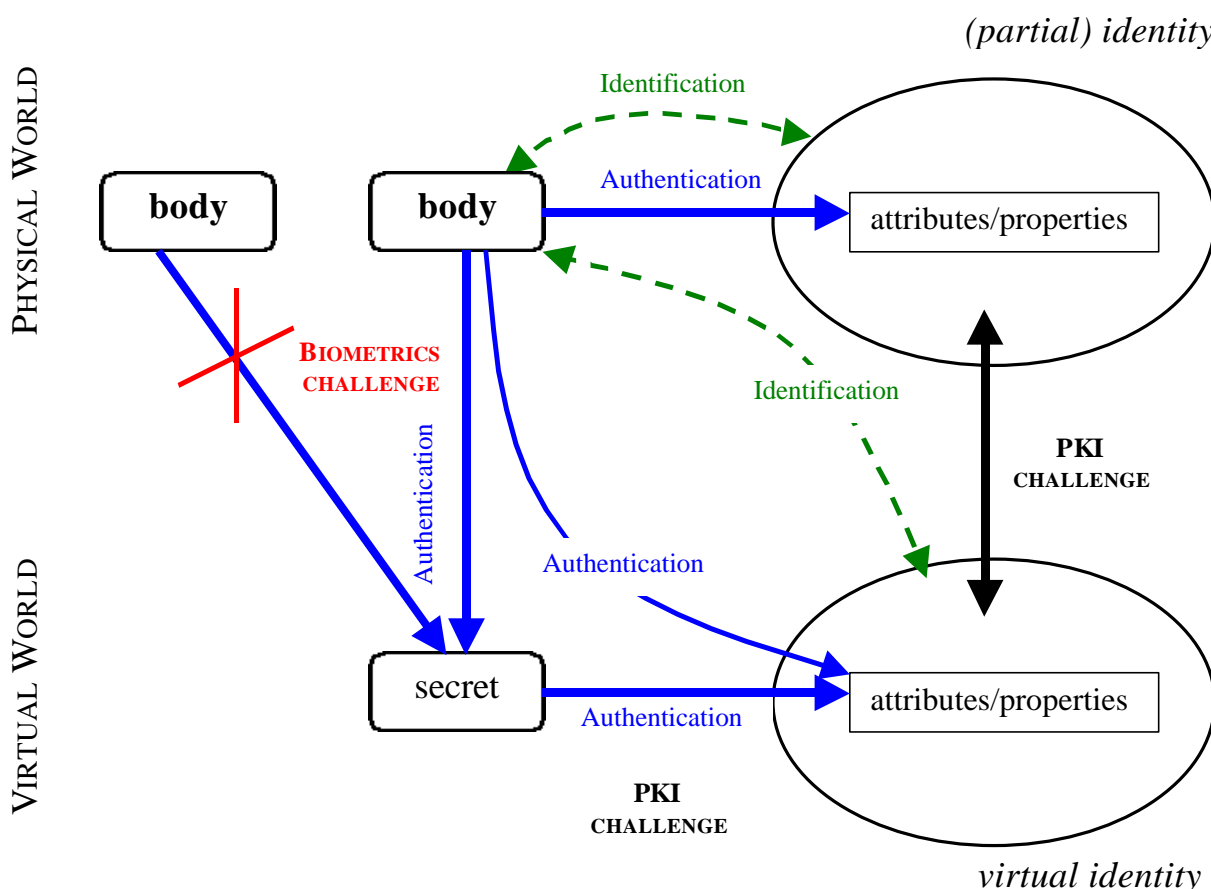 (partial) identity
PHYSICAL WORLD
Identification
body
body
Authentication
attributes/properties
BIOMETRICS
CHALLENGE
Identification
Authentication
PKI
CHALLENGE
Authentication
VIRTUAL WORLD
secret
attributes/properties
Authentication
PKI
CHALLENGE
virtual identity